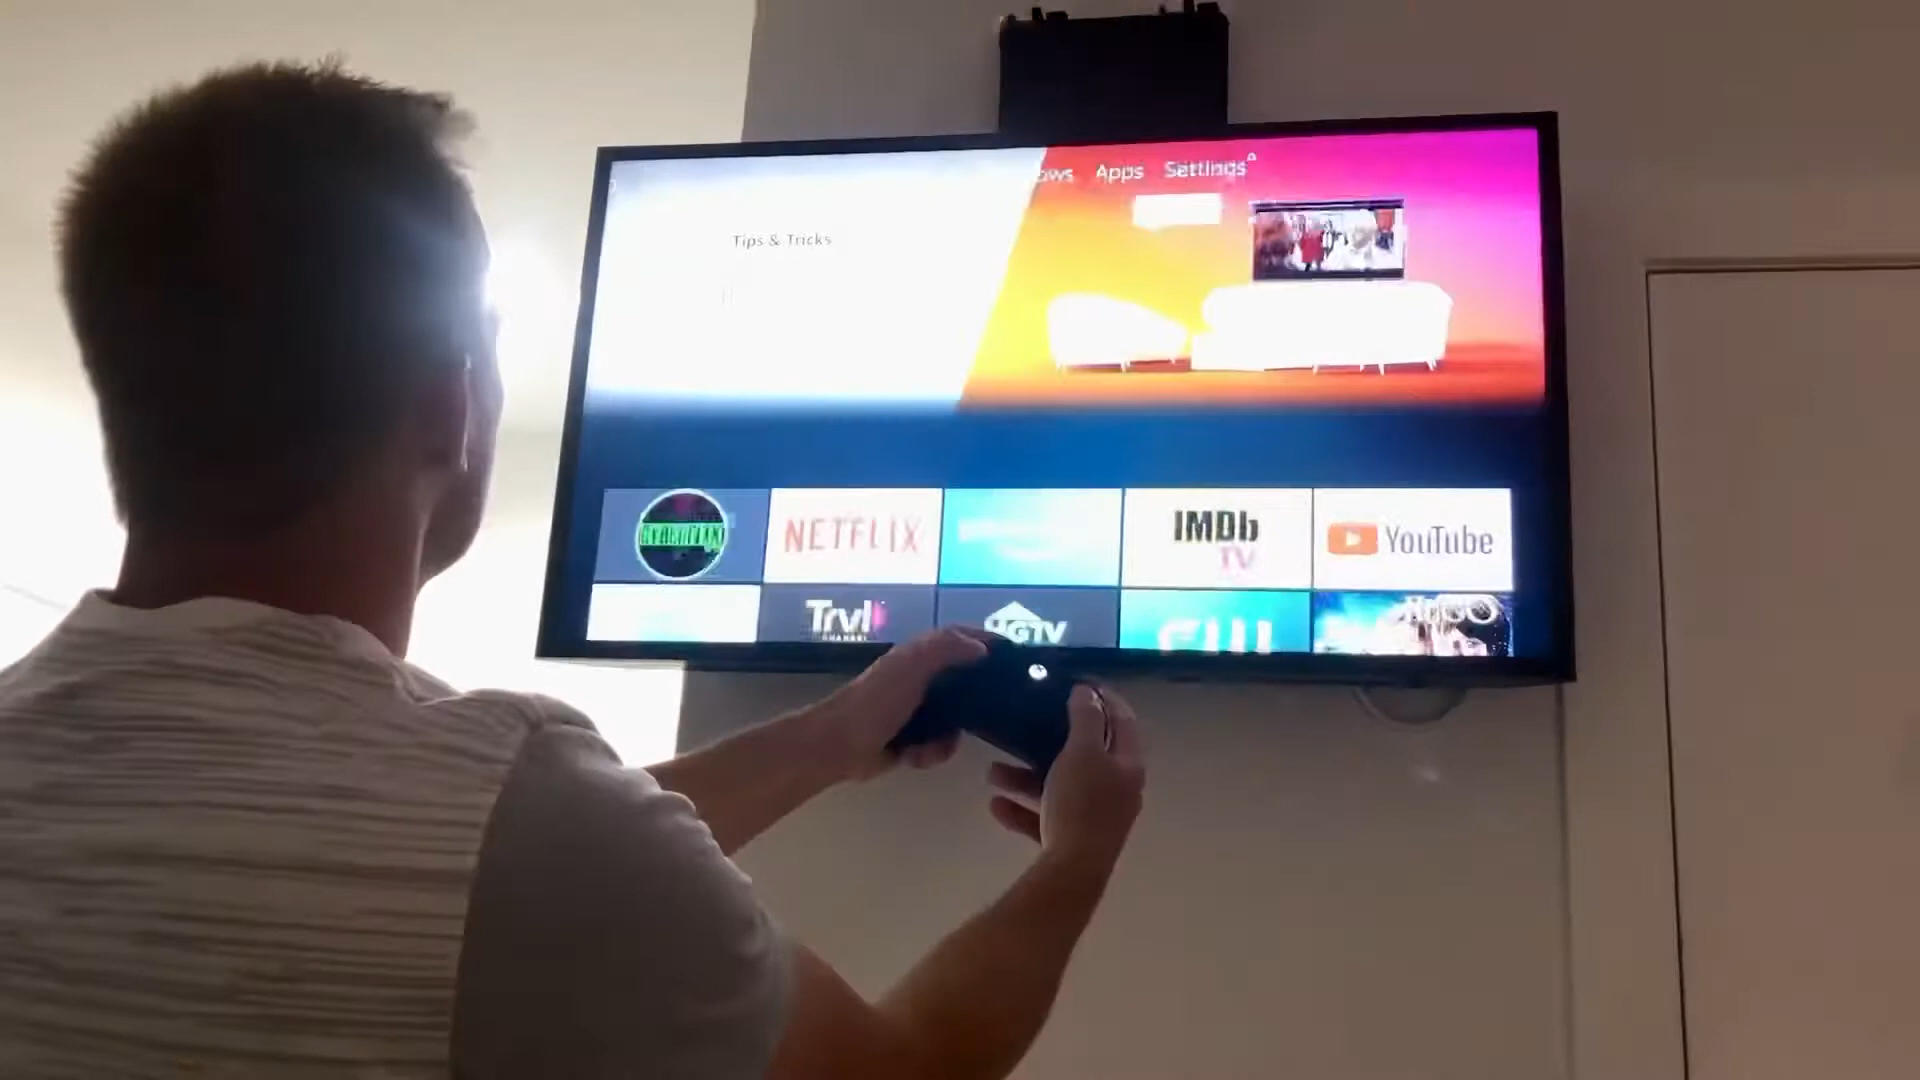 Apps Settings
Tips & Tricks
NETFLIX
IMDb
TV
YouTube
Trvl
CHANNEL
HGTV